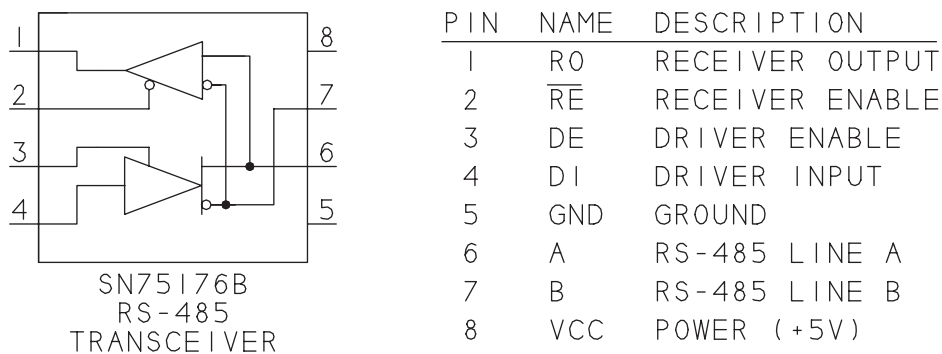 1
2
3
4
8
7
6
5
SN75176B
RS-485
TRANSCEIVER
PIN NAME DESCRIPTION
1 RO RECEIVER OUTPUT
2 R̅E̅ RECEIVER ENABLE
3 DE DRIVER ENABLE
4 DI DRIVER INPUT
5 GND GROUND
6 A RS-485 LINE A
7 B RS-485 LINE B
8 VCC POWER (+5V)